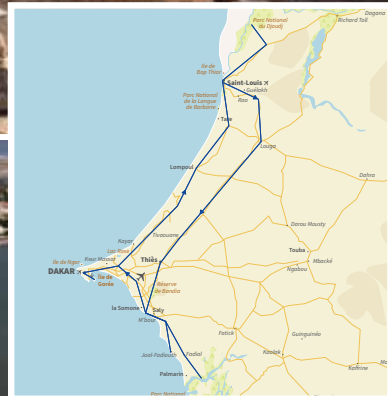 Dagana
Parc National
du Djoudj
Richard Toll
Ile de
Bop Thior
Saint-Louis
Guélakh
Rao
Parc National
de la Langue
de Barbarie
Tare
Louga
Lompoul
Dahra
Darou Mousty
Tivaouane
Kayar
Touba
Lac Rose
Mbacké
Thiès
Ile de Ngor
Keur Massar
Ngabou
DAKAR
Ile de
Gorée
Réserve
de Bandia
la Somone
Saly
M'bour
Fatick
Guinguinéo
Kaolack
Joal-Fadiouth
Fadial
Kaffrine
Palmarin
Parc National